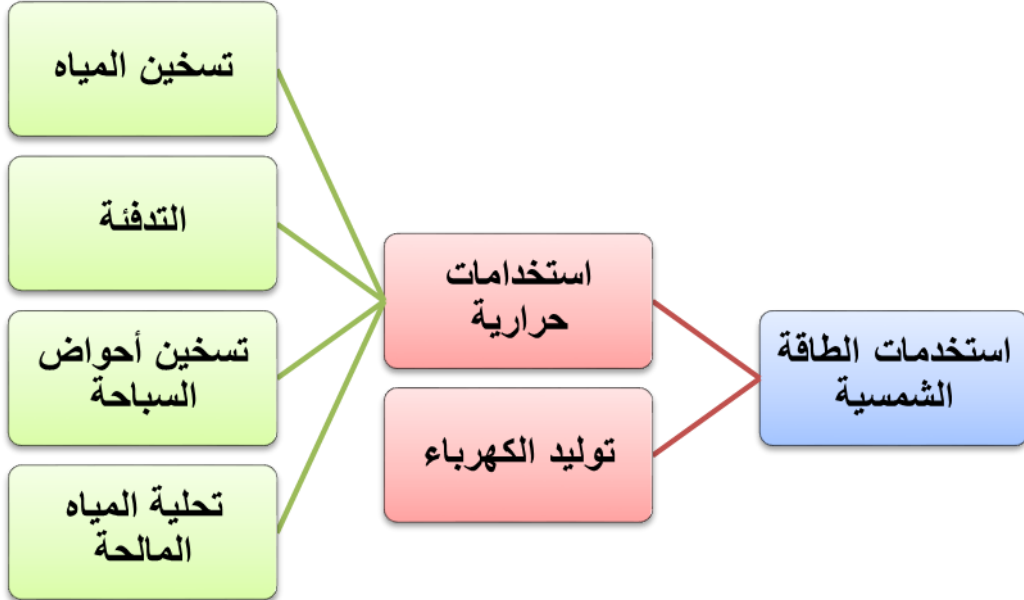 استخدمات الطاقة
الشمسية
استخدامات
حرارية
توليد الكهرباء
تسخين المياه
التدفئة
تسخين أحواض
السباحة
تحلية المياه
المالحة